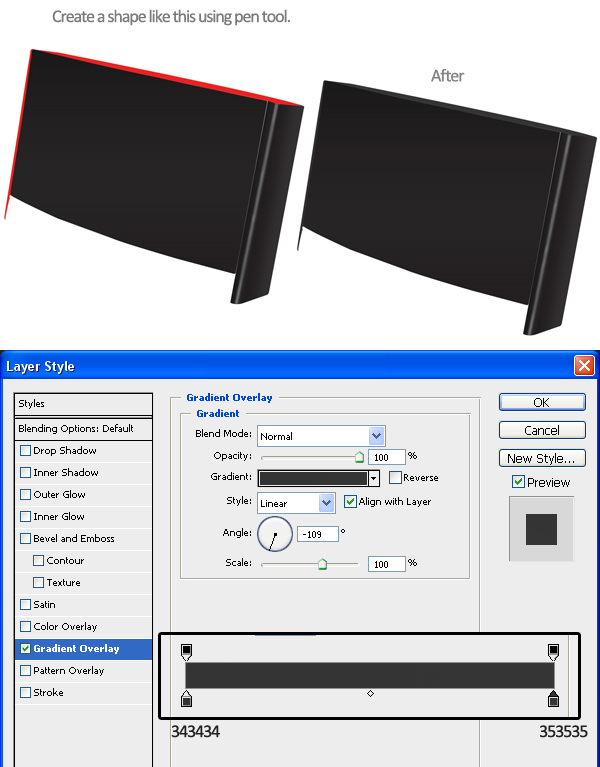 Create a shape like this using pen tool.
After
Layer Style
Styles
Blending Options: Default
Drop Shadow
Inner Shadow
Outer Glow
Inner Glow
Bevel and Emboss
Contour
Texture
Satin
Color Overlay
Gradient Overlay
Pattern Overlay
Stroke
Gradient Overlay
Gradient
Blend Mode: Normal
Opacity: 100 %
Gradient: Reverse
Style: Linear Align with Layer
Angle: -109 °
Scale: 100 %
OK
Cancel
New Style...
Preview
343434 353535